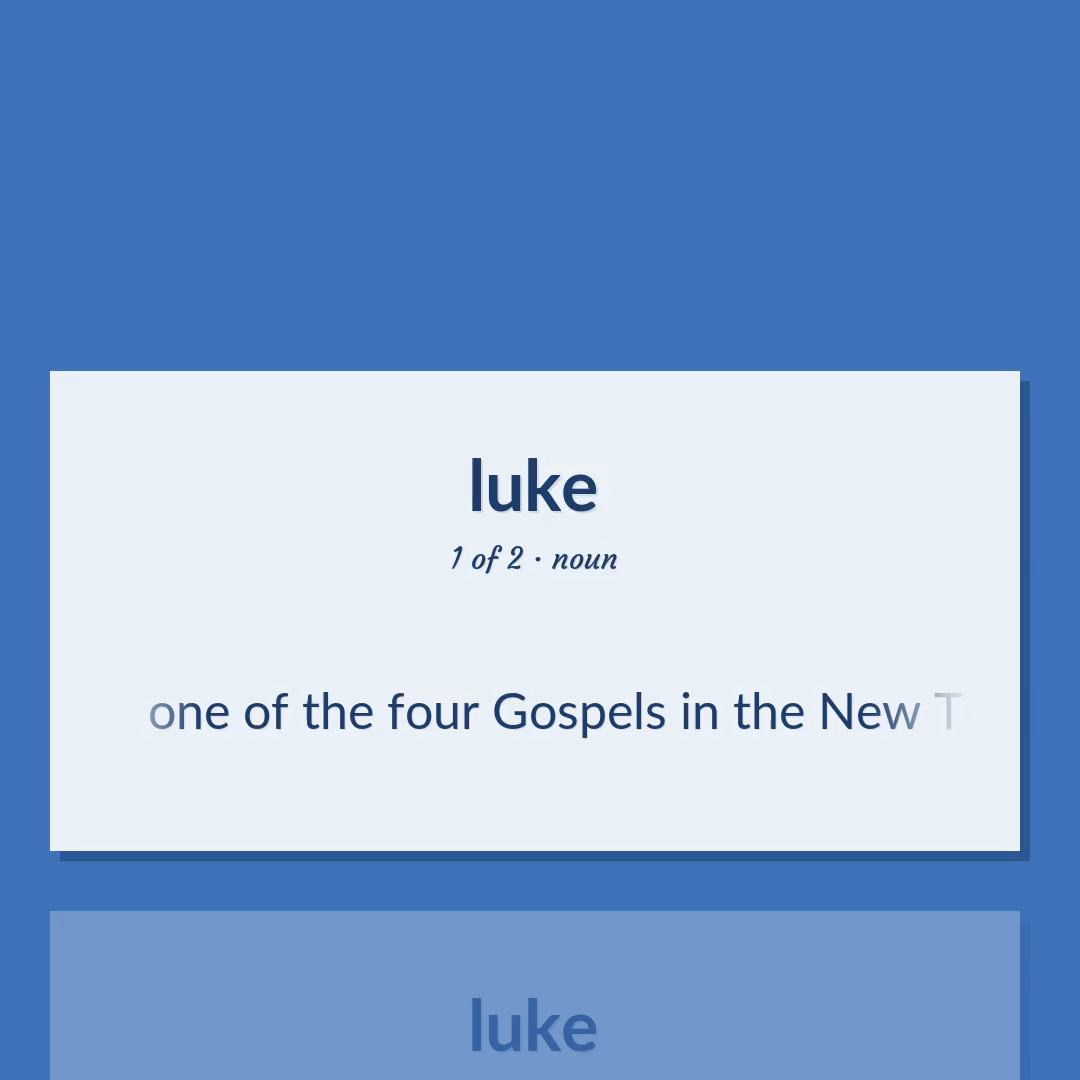 luke
1 of 2 · noun
one of the four Gospels in the New T
luke